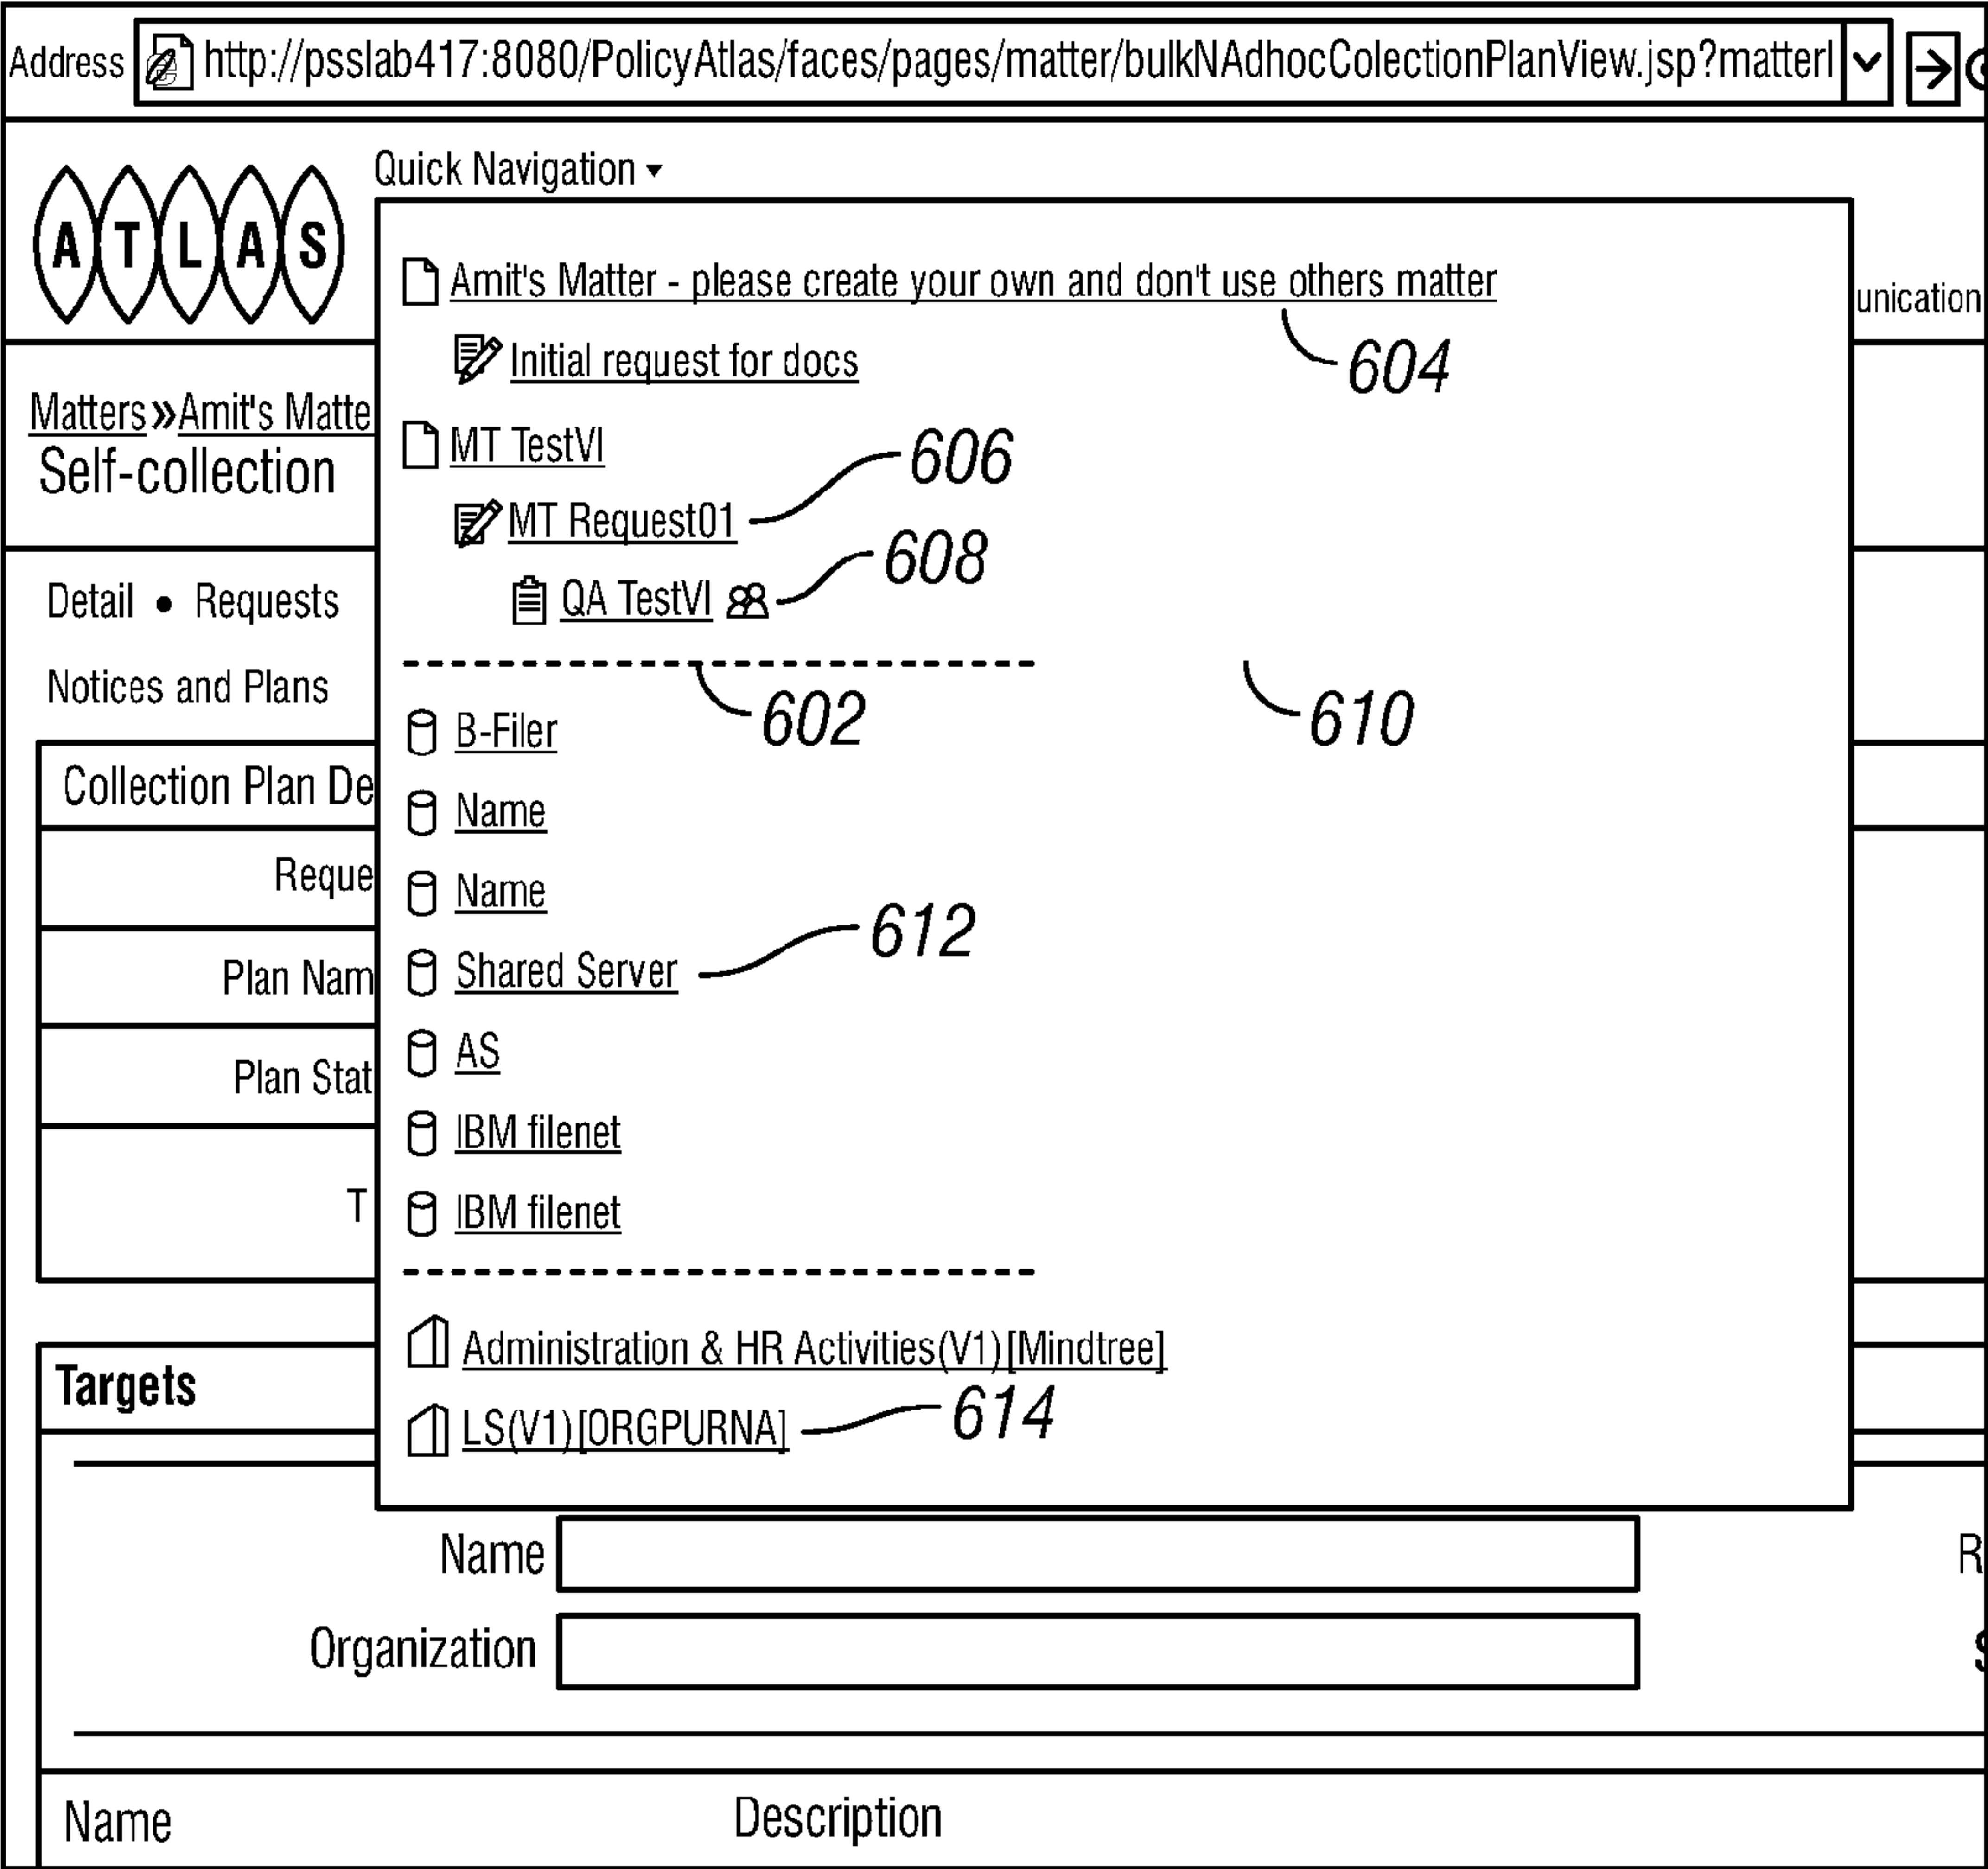 Address http://psslab417:8080/PolicyAtlas/faces/pages/matter/bulkNAdhocColectionPlanView.jsp?matterI
Quick Navigation
ATLAS
Amit's Matter - please create your own and don't use others matter
unication
604
Initial request for docs
Matters»Amit's Matte
Self-collection
MT TestVI
606
MT Request01
608
QA TestVI
Detail • Requests
Notices and Plans
602
610
B-Filer
Collection Plan De
Name
Reque
Name
612
Plan Nam
Shared Server
Plan Stat
AS
IBM filenet
T
IBM filenet
Administration & HR Activities(V1)[Mindtree]
Targets
614
LS(V1)[ORGPURNA]
Name
R
Organization
S
Name Description